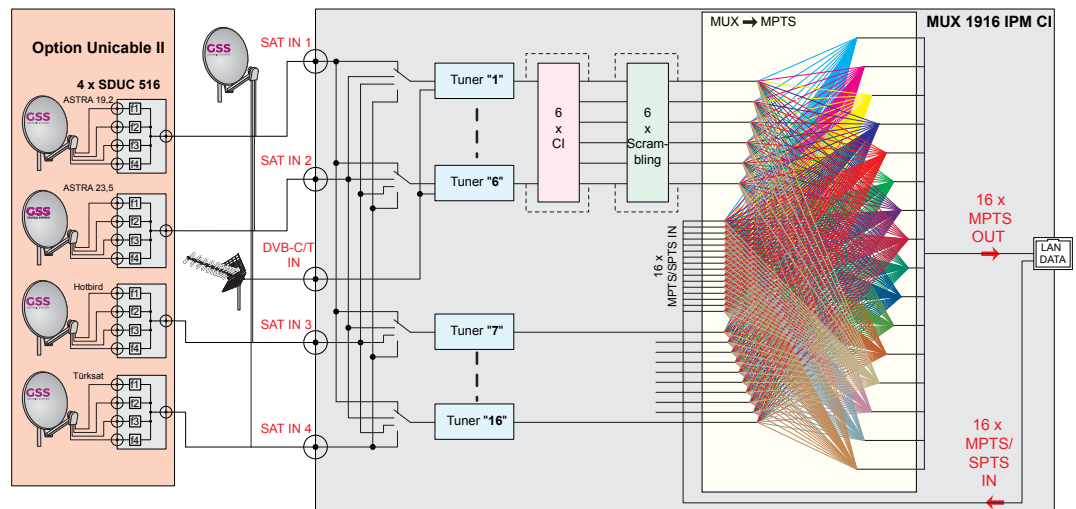 Option Unicable II
4 x SDUC 516
ASTRA 19,2
GSS
f1
f2
f3
f4
ASTRA 23,5
GSS
f1
f2
f3
f4
Hotbird
GSS
f1
f2
f3
f4
Türksat
GSS
f1
f2
f3
f4
GSS
SAT IN 1
SAT IN 2
DVB-C/T
IN
SAT IN 3
SAT IN 4
Tuner "1"
Tuner "6"
Tuner "7"
Tuner "16"
6
x
CI
6
x
Scram-
bling
16 x
MPTS/SPTS IN
MUX → MPTS
MUX 1916 IPM CI
16 x
MPTS
OUT
LAN
DATA
16 x
MPTS/
SPTS
IN